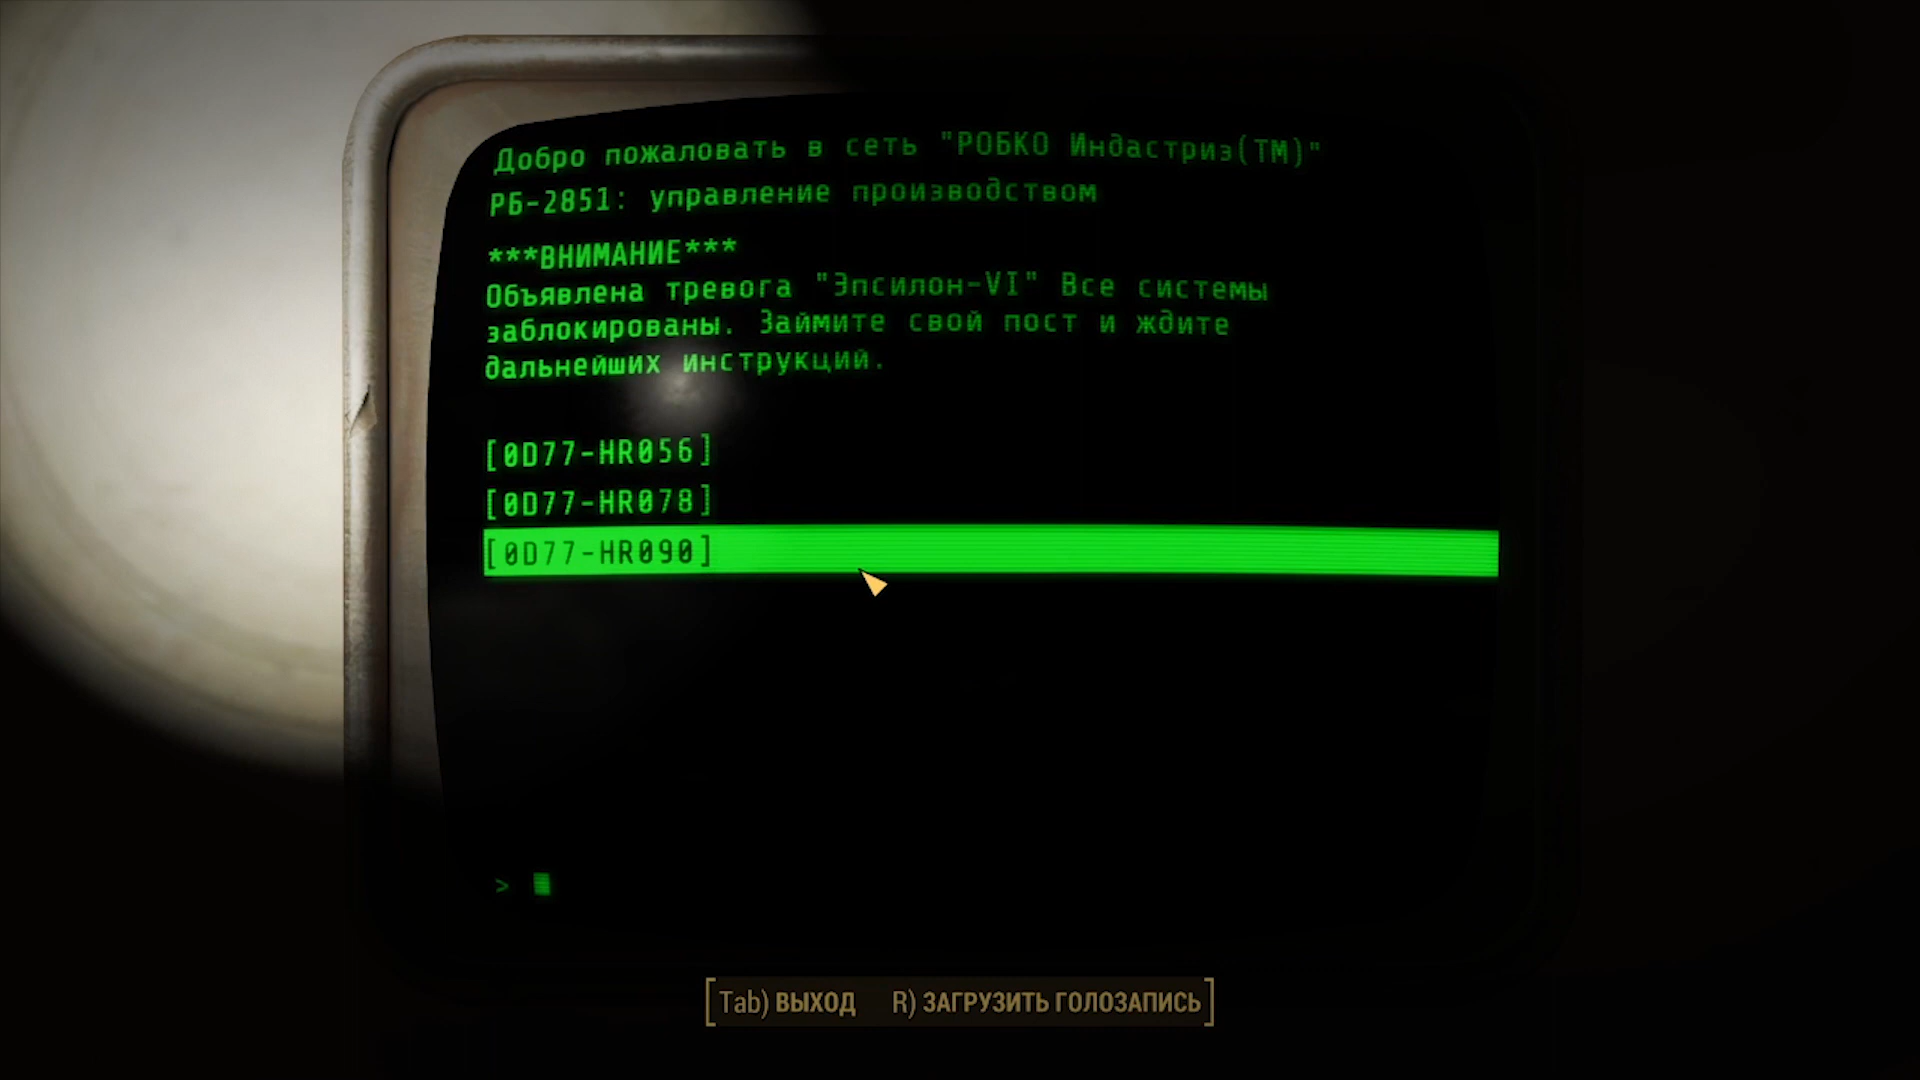 Добро пожаловать в сеть "РОБКО Индастриз(ТМ)"
РБ-2851: управление производством
***ВНИМАНИЕ***
Объявлена тревога "Эпсилон-VI" Все системы
заблокированы. Займите свой пост и ждите
дальнейших инструкций.
[0D77-HR056]
[0D77-HR078]
[0D77-HR090]
>
[Tab) ВЫХОД R) ЗАГРУЗИТЬ ГОЛОЗАПИСЬ]